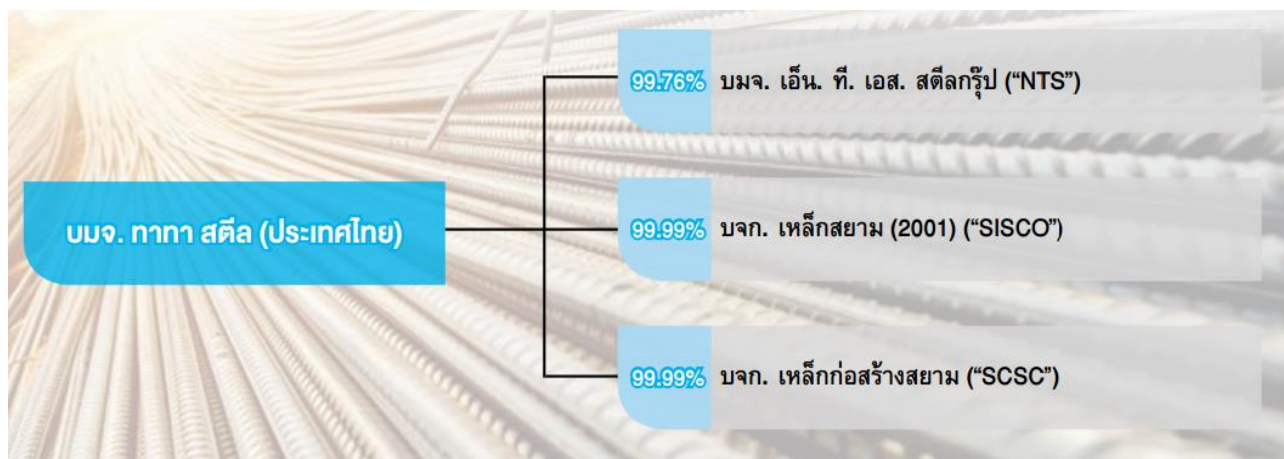 99.76% บมจ. เอ็น. ที. เอส. สตีลกรุ๊ป (“NTS”)
บมจ. ทาทา สตีล (ประเทศไทย)
99.99% บจก. เหล็กสยาม (2001) (“SISCO”)
99.99% บจก. เหล็กก่อสร้างสยาม (“SCSC”)